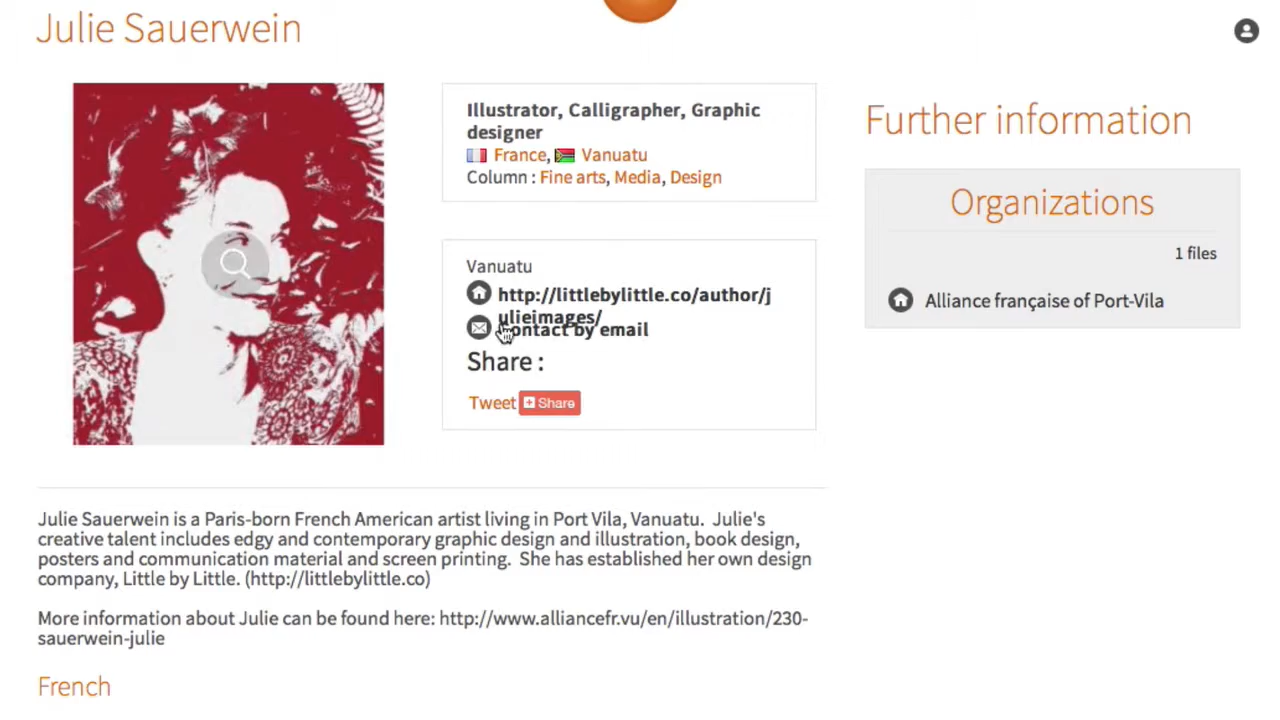 Julie Sauerwein
Illustrator, Calligrapher, Graphic
designer
France, Vanuatu
Column : Fine arts, Media, Design
Vanuatu
http://littlebylittle.co/author/j
ulieimages/
Contact by email
Share :
Tweet Share
Further information
Organizations
1 files
Alliance française of Port-Vila
Julie Sauerwein is a Paris-born French American artist living in Port Vila, Vanuatu. Julie's
creative talent includes edgy and contemporary graphic design and illustration, book design,
posters and communication material and screen printing. She has established her own design
company, Little by Little. (http://littlebylittle.co)
More information about Julie can be found here: http://www.alliancefr.vu/en/illustration/230-
sauerwein-julie
French